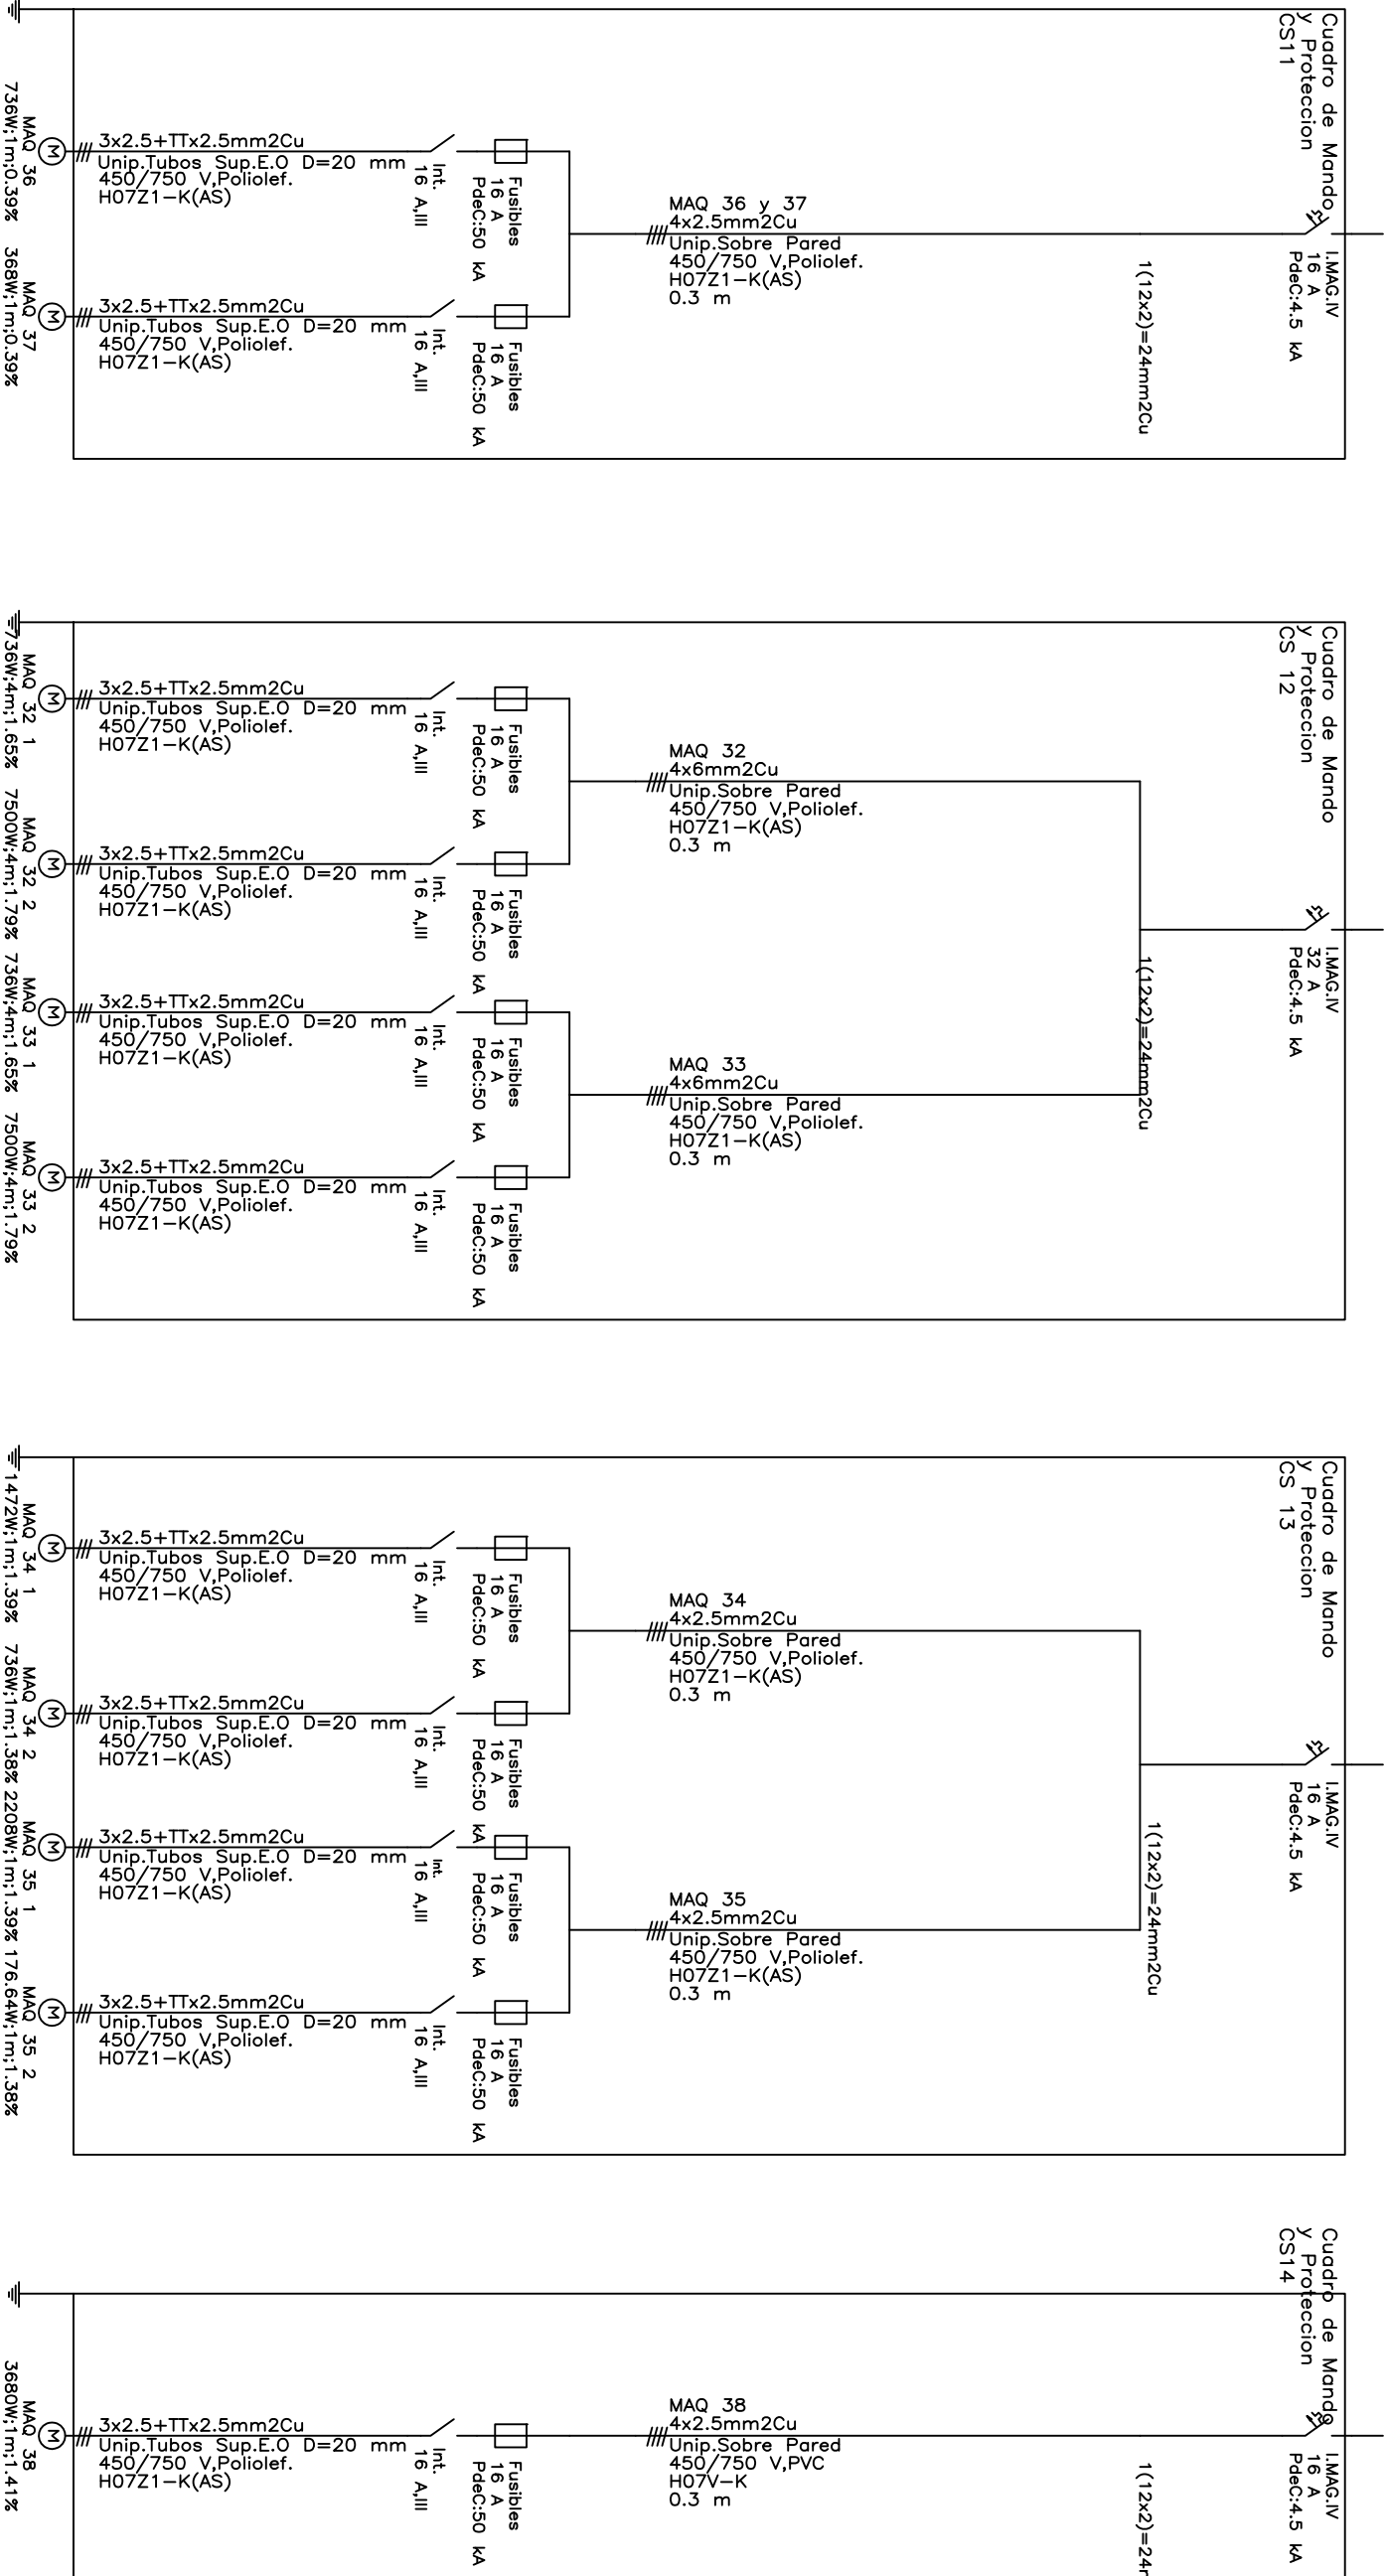 Cuadro de Mando
y Proteccion
CS11
I.MAG.IV
16 A
PdeC:4.5 kA
1(12x2)=24mm2Cu
MAQ 36 y 37
4x2.5mm2Cu
Unip.Sobre Pared
450/750 V,Poliolef.
H07Z1-K(AS)
0.3 m
Fusibles
16 A
PdeC:50 kA
Int.
16 A,III
3x2.5+TTx2.5mm2Cu
Unip.Tubos Sup.E.O D=20 mm
450/750 V,Poliolef.
H07Z1-K(AS)
M
MAQ 36
736W;1m;0.39%
Fusibles
16 A
PdeC:50 kA
Int.
16 A,III
3x2.5+TTx2.5mm2Cu
Unip.Tubos Sup.E.O D=20 mm
450/750 V,Poliolef.
H07Z1-K(AS)
M
MAQ 37
368W;1m;0.39%
Cuadro de Mando
y Proteccion
CS 12
I.MAG.IV
32 A
PdeC:4.5 kA
1(12x2)=24mm2Cu
MAQ 32
4x6mm2Cu
Unip.Sobre Pared
450/750 V,Poliolef.
H07Z1-K(AS)
0.3 m
Fusibles
16 A
PdeC:50 kA
Int.
16 A,III
3x2.5+TTx2.5mm2Cu
Unip.Tubos Sup.E.O D=20 mm
450/750 V,Poliolef.
H07Z1-K(AS)
M
MAQ 32 1
736W;4m;1.65%
Fusibles
16 A
PdeC:50 kA
Int.
16 A,III
3x2.5+TTx2.5mm2Cu
Unip.Tubos Sup.E.O D=20 mm
450/750 V,Poliolef.
H07Z1-K(AS)
M
MAQ 32 2
7500W;4m;1.79%
MAQ 33
4x6mm2Cu
Unip.Sobre Pared
450/750 V,Poliolef.
H07Z1-K(AS)
0.3 m
Fusibles
16 A
PdeC:50 kA
Int.
16 A,III
3x2.5+TTx2.5mm2Cu
Unip.Tubos Sup.E.O D=20 mm
450/750 V,Poliolef.
H07Z1-K(AS)
M
MAQ 33 1
736W;4m;1.65%
Fusibles
16 A
PdeC:50 kA
Int.
16 A,III
3x2.5+TTx2.5mm2Cu
Unip.Tubos Sup.E.O D=20 mm
450/750 V,Poliolef.
H07Z1-K(AS)
M
MAQ 33 2
7500W;4m;1.79%
Cuadro de Mando
y Proteccion
CS 13
I.MAG.IV
16 A
PdeC:4.5 kA
1(12x2)=24mm2Cu
MAQ 34
4x2.5mm2Cu
Unip.Sobre Pared
450/750 V,Poliolef.
H07Z1-K(AS)
0.3 m
Fusibles
16 A
PdeC:50 kA
Int.
16 A,III
3x2.5+TTx2.5mm2Cu
Unip.Tubos Sup.E.O D=20 mm
450/750 V,Poliolef.
H07Z1-K(AS)
M
MAQ 34 1
1472W;1m;1.39%
Fusibles
16 A
PdeC:50 kA
Int.
16 A,III
3x2.5+TTx2.5mm2Cu
Unip.Tubos Sup.E.O D=20 mm
450/750 V,Poliolef.
H07Z1-K(AS)
M
MAQ 34 2
736W;1m;1.38%
MAQ 35
4x2.5mm2Cu
Unip.Sobre Pared
450/750 V,Poliolef.
H07Z1-K(AS)
0.3 m
Fusibles
16 A
PdeC:50 kA
Int.
16 A,III
3x2.5+TTx2.5mm2Cu
Unip.Tubos Sup.E.O D=20 mm
450/750 V,Poliolef.
H07Z1-K(AS)
M
MAQ 35 1
2208W;1m;1.39%
Fusibles
16 A
PdeC:50 kA
Int.
16 A,III
3x2.5+TTx2.5mm2Cu
Unip.Tubos Sup.E.O D=20 mm
450/750 V,Poliolef.
H07Z1-K(AS)
M
MAQ 35 2
176.64W;1m;1.38%
Cuadro de Mando
y Proteccion
CS14
I.MAG.IV
16 A
PdeC:4.5 kA
1(12x2)=24
MAQ 38
4x2.5mm2Cu
Unip.Sobre Pared
450/750 V,PVC
H07V-K
0.3 m
Fusibles
16 A
PdeC:50 kA
Int.
16 A,III
3x2.5+TTx2.5mm2Cu
Unip.Tubos Sup.E.O D=20 mm
450/750 V,Poliolef.
H07Z1-K(AS)
M
MAQ 38
3680W;1m;1.41%